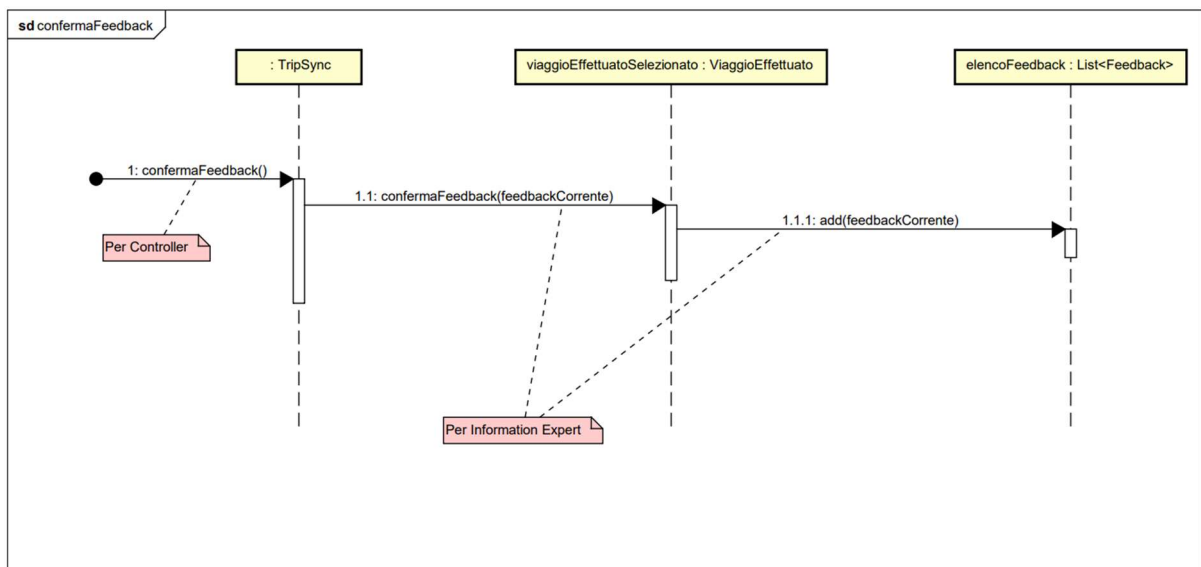 sd confermaFeedback
: TripSync
viaggioEffettuatoSelezionato : ViaggioEffettuato
elencoFeedback : List<Feedback>
1: confermaFeedback()
1.1: confermaFeedback(feedbackCorrente)
1.1.1: add(feedbackCorrente)
Per Controller
Per Information Expert